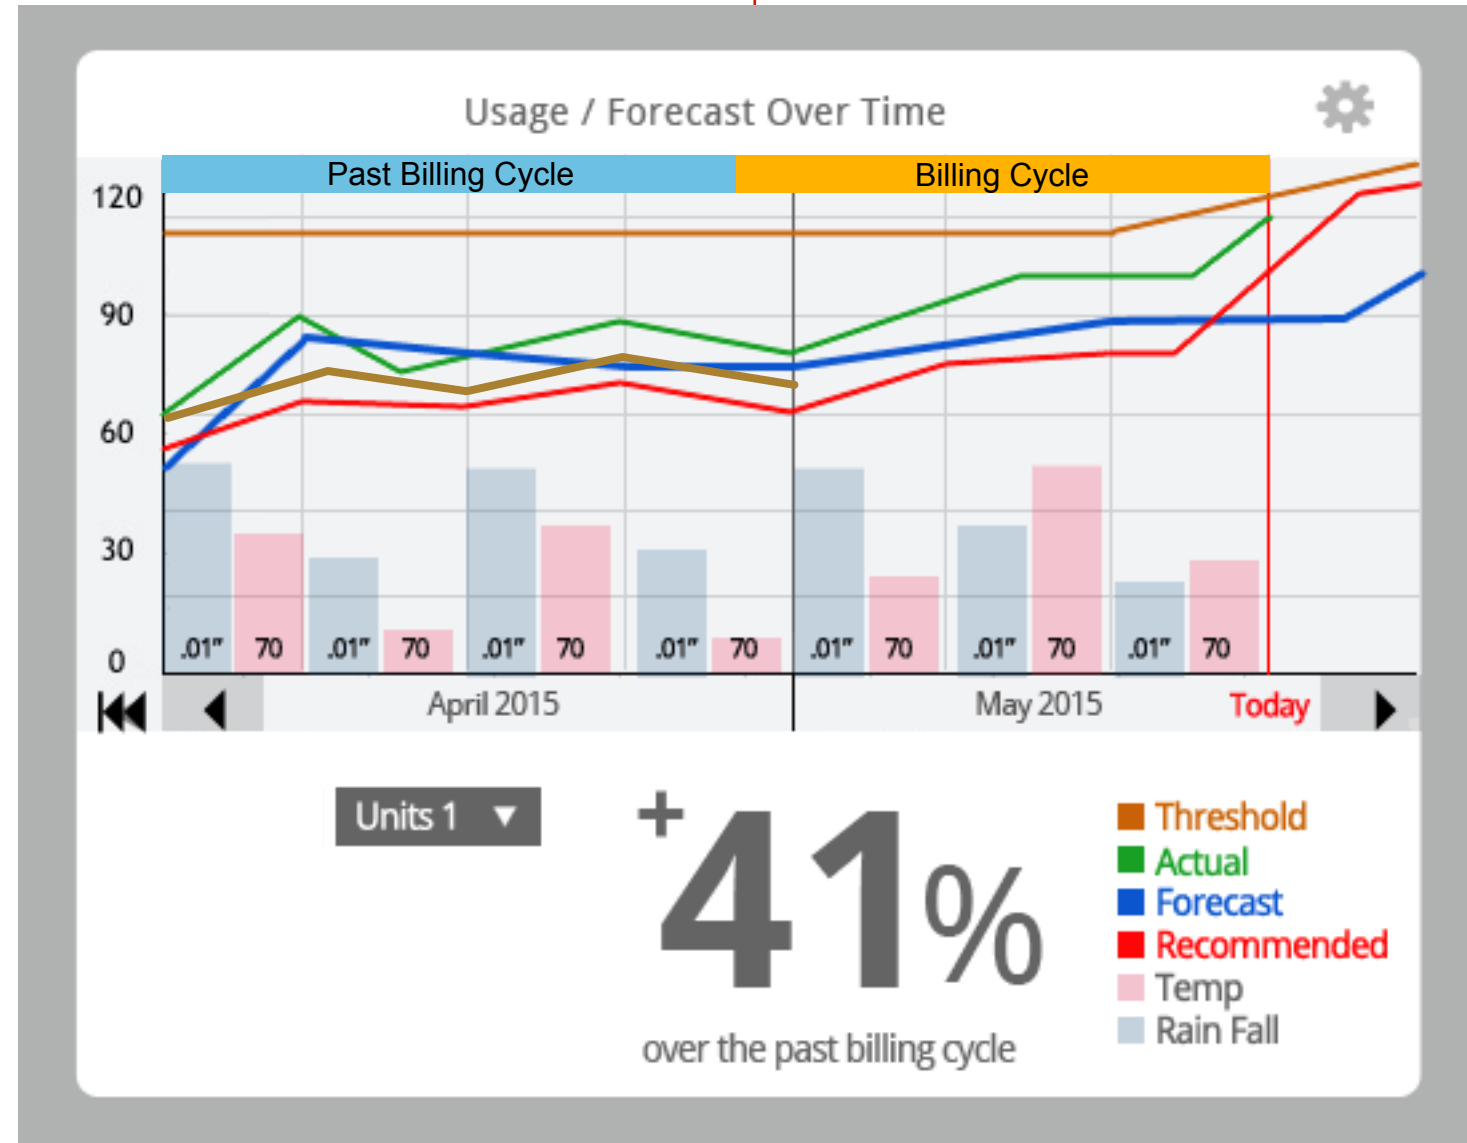 Usage / Forecast Over Time
Past Billing Cycle
Billing Cycle
120
90
60
30
0
.01" 70 .01" 70 .01" 70 .01" 70 .01" 70 .01" 70 .01" 70
April 2015
May 2015
Today
Units 1
+41%
over the past billing cycle
Threshold
Actual
Forecast
Recommended
Temp
Rain Fall